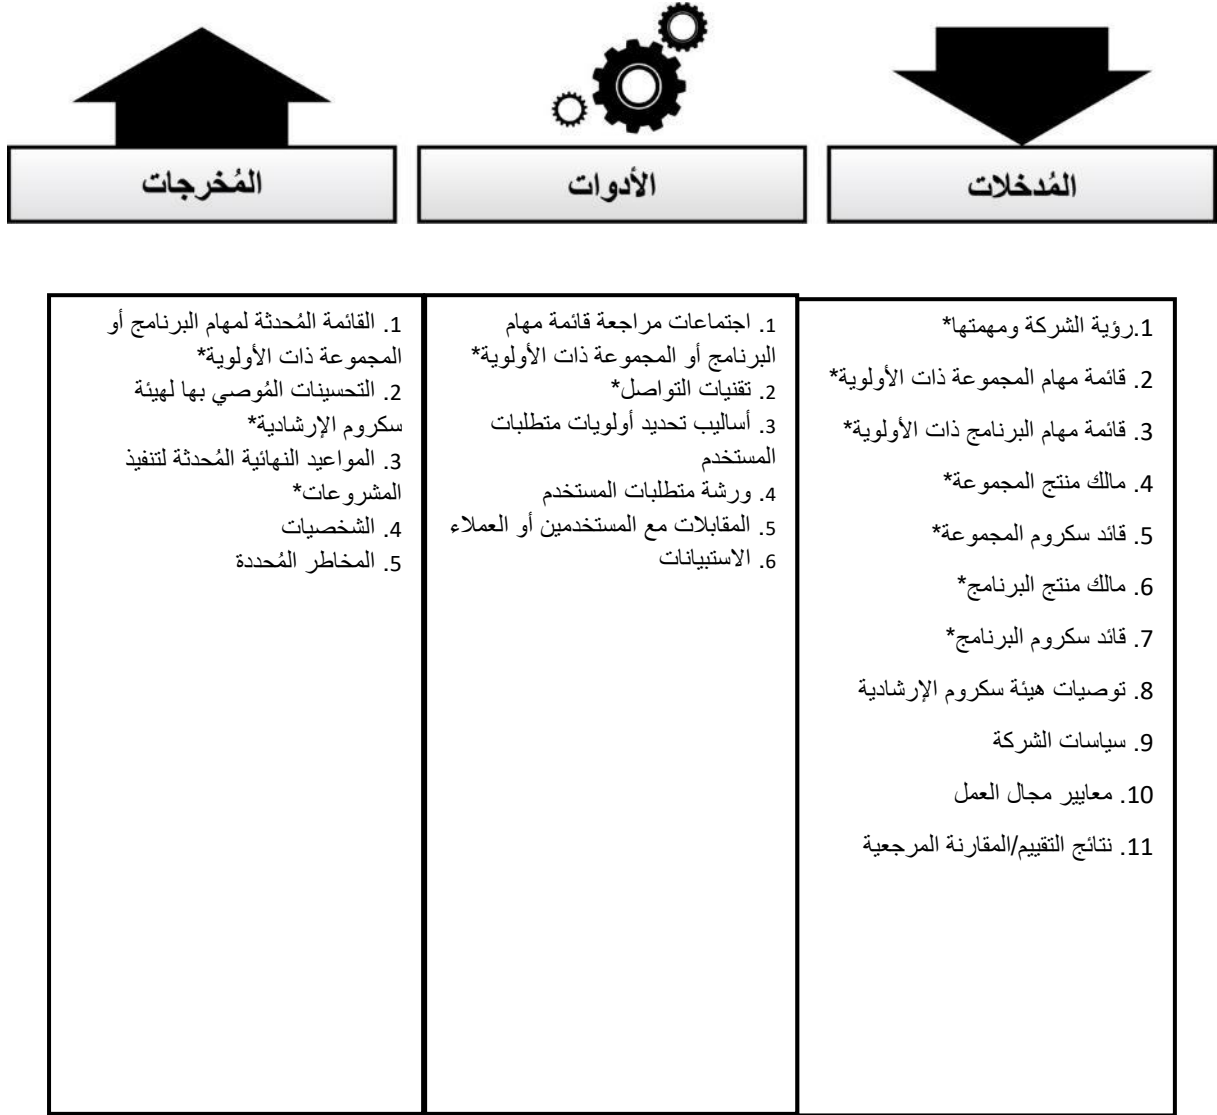 المُدخلات
الأدوات
المُخرجات
1.رؤية الشركة ومهمتها*
2. قائمة مهام المجموعة ذات الأولوية*
3. قائمة مهام البرنامج ذات الأولوية*
4. مالك منتج المجموعة*
5. قائد سكروم المجموعة*
6. مالك منتج البرنامج*
7. قائد سكروم البرنامج*
8. توصيات هيئة سكروم الإرشادية
9. سياسات الشركة
10. معايير مجال العمل
11. نتائج التقييم/المقارنة المرجعية
1. اجتماعات مراجعة قائمة مهام
البرنامج أو المجموعة ذات الأولوية*
2. تقنيات التواصل*
3. أساليب تحديد أولويات متطلبات
المستخدم
4. ورشة متطلبات المستخدم
5. المقابلات مع المستخدمين أو العملاء
6. الاستبيانات
1. القائمة المُحدثة لمهام البرنامج أو
المجموعة ذات الأولوية*
2. التحسينات المُوصي بها لهيئة
سكروم الإرشادية*
3. المواعيد النهائية المُحدثة لتنفيذ
المشروعات*
4. الشخصيات
5. المخاطر المُحددة